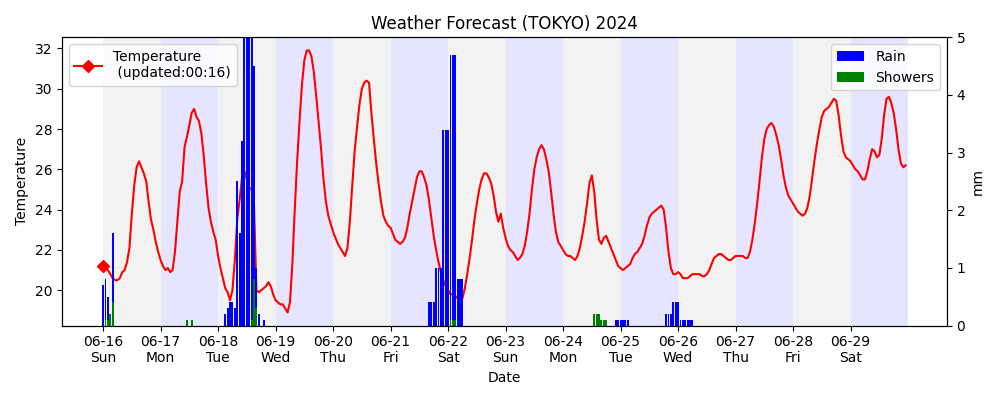 Weather Forecast (TOKYO) 2024
Temperature
(updated:00:16)
Rain
Showers
32
30
28
26
24
22
20
Temperature
5
4
3
2
1
0
mm
06-16 06-17 06-18 06-19 06-20 06-21 06-22 06-23 06-24 06-25 06-26 06-27 06-28 06-29
Sun Mon Tue Wed Thu Fri Sat Sun Mon Tue Wed Thu Fri Sat
Date